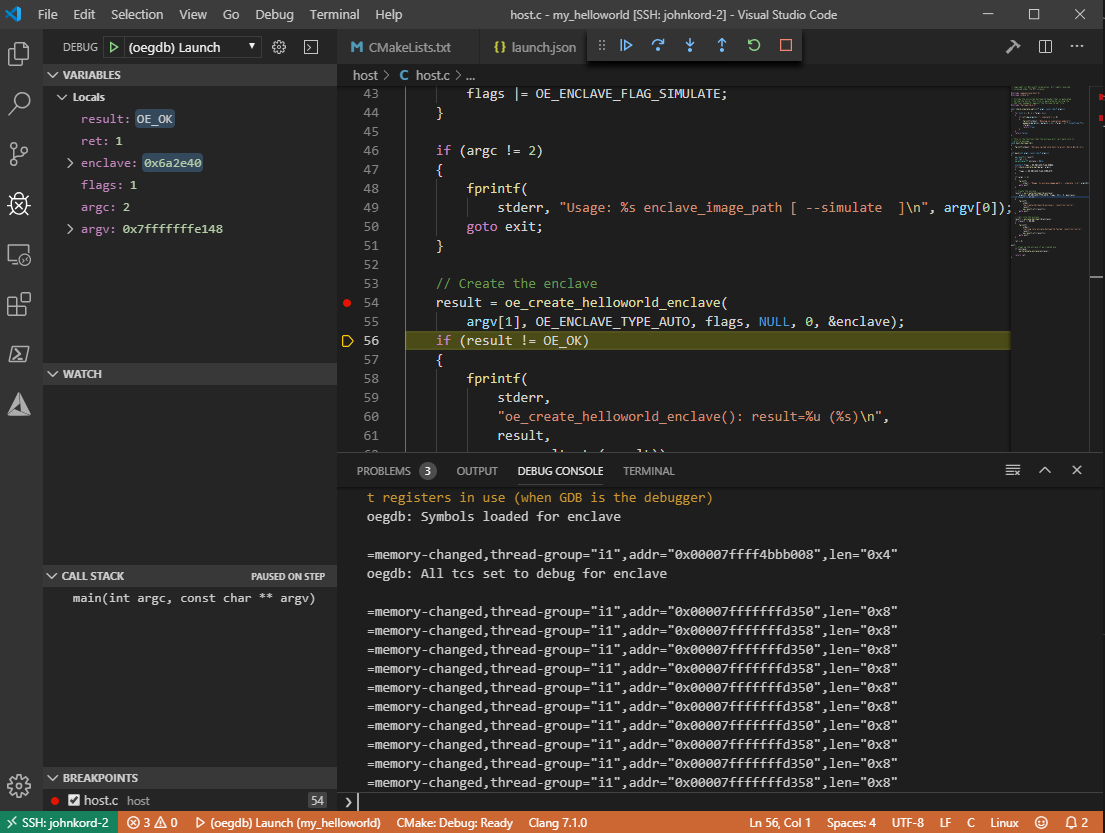 File Edit Selection View Go Debug Terminal Help host.c - my_helloworld [SSH: johnkord-2] - Visual Studio Code
DEBUG (oegdb) Launch
CMakeLists.txt
{} launch.json
VARIABLES
Locals
result: OE_OK
ret: 1
enclave: 0x6a2e40
flags: 1
argc: 2
argv: 0x7fffffffe148
WATCH
CALL STACK PAUSED ON STEP
main(int argc, const char ** argv)
BREAKPOINTS
host.c host 54
host > C host.c > ...
43 flags |= OE_ENCLAVE_FLAG_SIMULATE;
44 }
45
46 if (argc != 2)
47 {
48 fprintf(
49 stderr, "Usage: %s enclave_image_path [ --simulate  ]\n", argv[0]);
50 goto exit;
51 }
52
53 // Create the enclave
54 result = oe_create_helloworld_enclave(
55 argv[1], OE_ENCLAVE_TYPE_AUTO, flags, NULL, 0, &enclave);
56 if (result != OE_OK)
57 {
58 fprintf(
59 stderr,
60 "oe_create_helloworld_enclave(): result=%u (%s)\n",
61 result,
PROBLEMS 3 OUTPUT DEBUG CONSOLE TERMINAL
t registers in use (when GDB is the debugger)
oegdb: Symbols loaded for enclave
=memory-changed,thread-group="i1",addr="0x00007ffff4bbb008",len="0x4"
oegdb: All tcs set to debug for enclave
=memory-changed,thread-group="i1",addr="0x00007fffffffd350",len="0x8"
=memory-changed,thread-group="i1",addr="0x00007fffffffd358",len="0x8"
=memory-changed,thread-group="i1",addr="0x00007fffffffd350",len="0x8"
=memory-changed,thread-group="i1",addr="0x00007fffffffd358",len="0x8"
=memory-changed,thread-group="i1",addr="0x00007fffffffd350",len="0x8"
=memory-changed,thread-group="i1",addr="0x00007fffffffd358",len="0x8"
=memory-changed,thread-group="i1",addr="0x00007fffffffd350",len="0x8"
=memory-changed,thread-group="i1",addr="0x00007fffffffd358",len="0x8"
=memory-changed,thread-group="i1",addr="0x00007fffffffd350",len="0x8"
=memory-changed,thread-group="i1",addr="0x00007fffffffd358",len="0x8"
SSH: johnkord-2 3 0 (oegdb) Launch (my_helloworld) CMake: Debug: Ready Clang 7.1.0 Ln 56, Col 1 Spaces: 4 UTF-8 LF C Linux 2